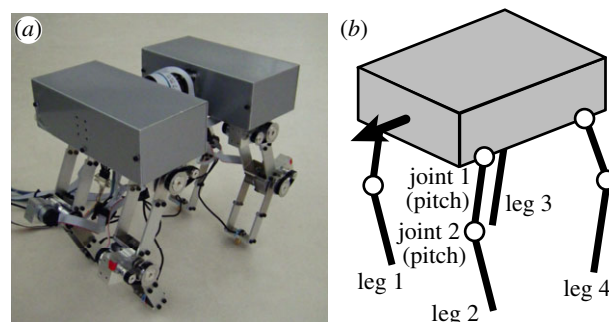 (a)
(b)
joint 1
(pitch)
leg 3
joint 2
(pitch)
leg 1
leg 4
leg 2